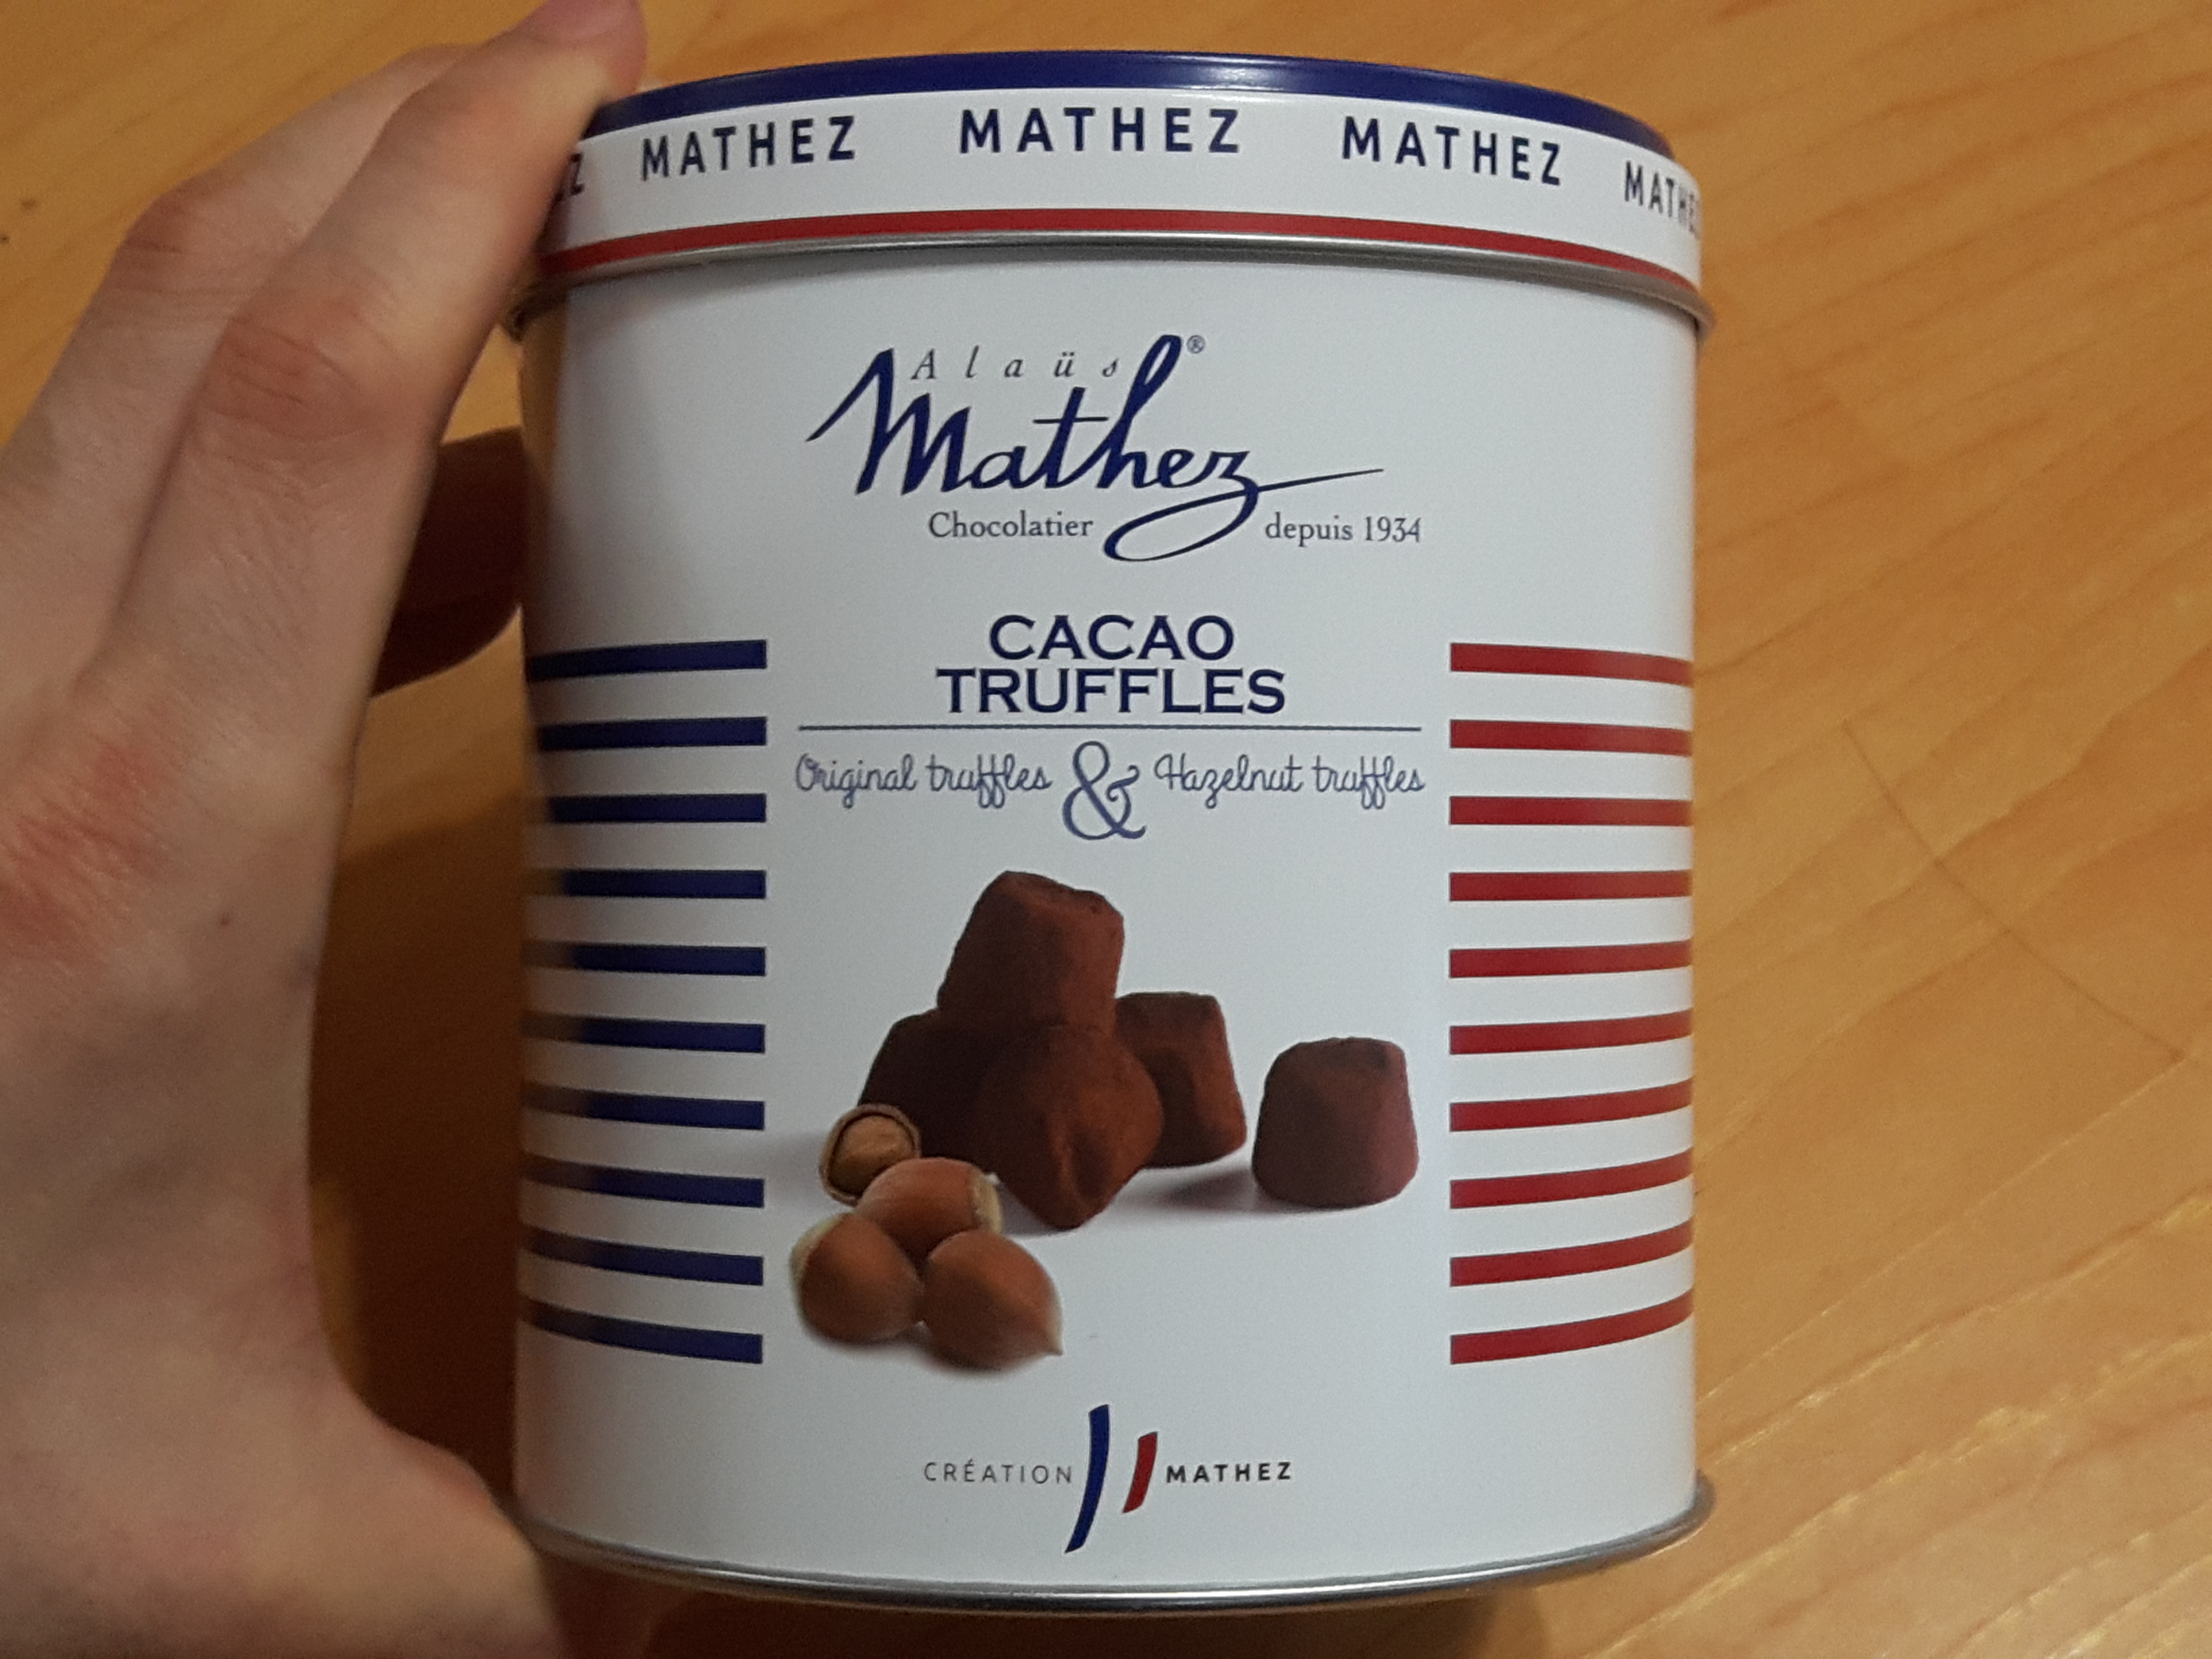 MATHEZ MATHEZ MATHEZ
Alaüs
Mathez®
Chocolatier depuis 1934
CACAO
TRUFFLES
Original truffles & Hazelnut truffles
CRÉATION MATHEZ